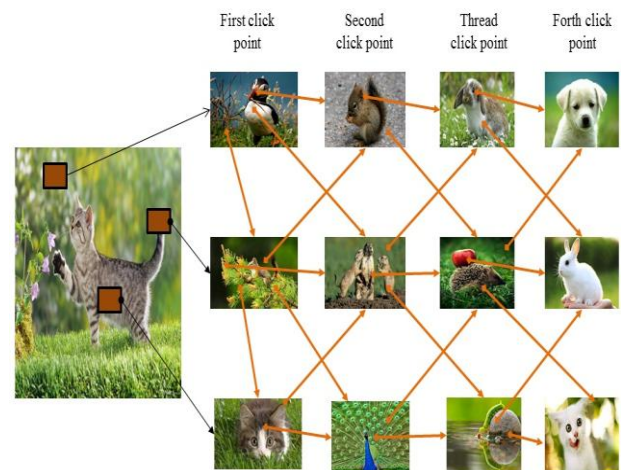 First click
point
Second
click point
Thread
click point
Forth click
point